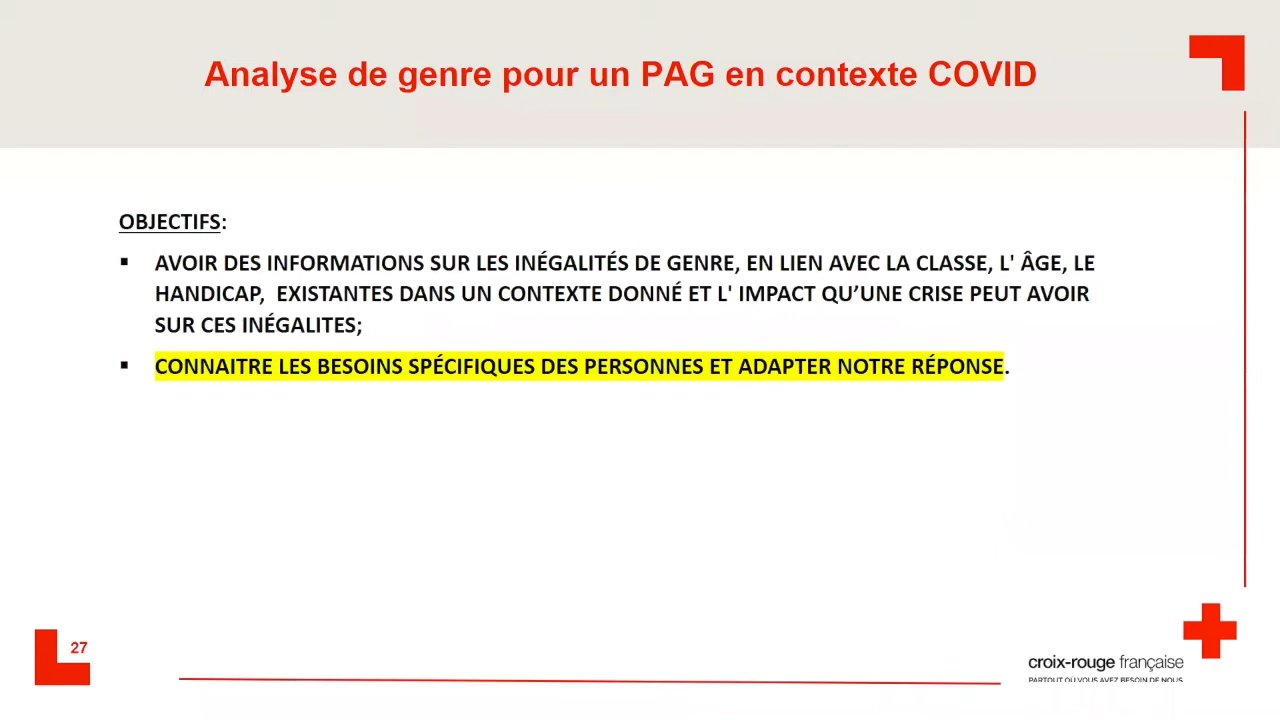 Analyse de genre pour un PAG en contexte COVID
OBJECTIFS:
▪ AVOIR DES INFORMATIONS SUR LES INÉGALITÉS DE GENRE, EN LIEN AVEC LA CLASSE, L' ÂGE, LE
HANDICAP, EXISTANTES DANS UN CONTEXTE DONNÉ ET L' IMPACT QU’UNE CRISE PEUT AVOIR
SUR CES INÉGALITES;
▪ CONNAITRE LES BESOINS SPÉCIFIQUES DES PERSONNES ET ADAPTER NOTRE RÉPONSE.
27
croix-rouge française
PARTOUT OÙ VOUS AVEZ BESOIN DE NOUS